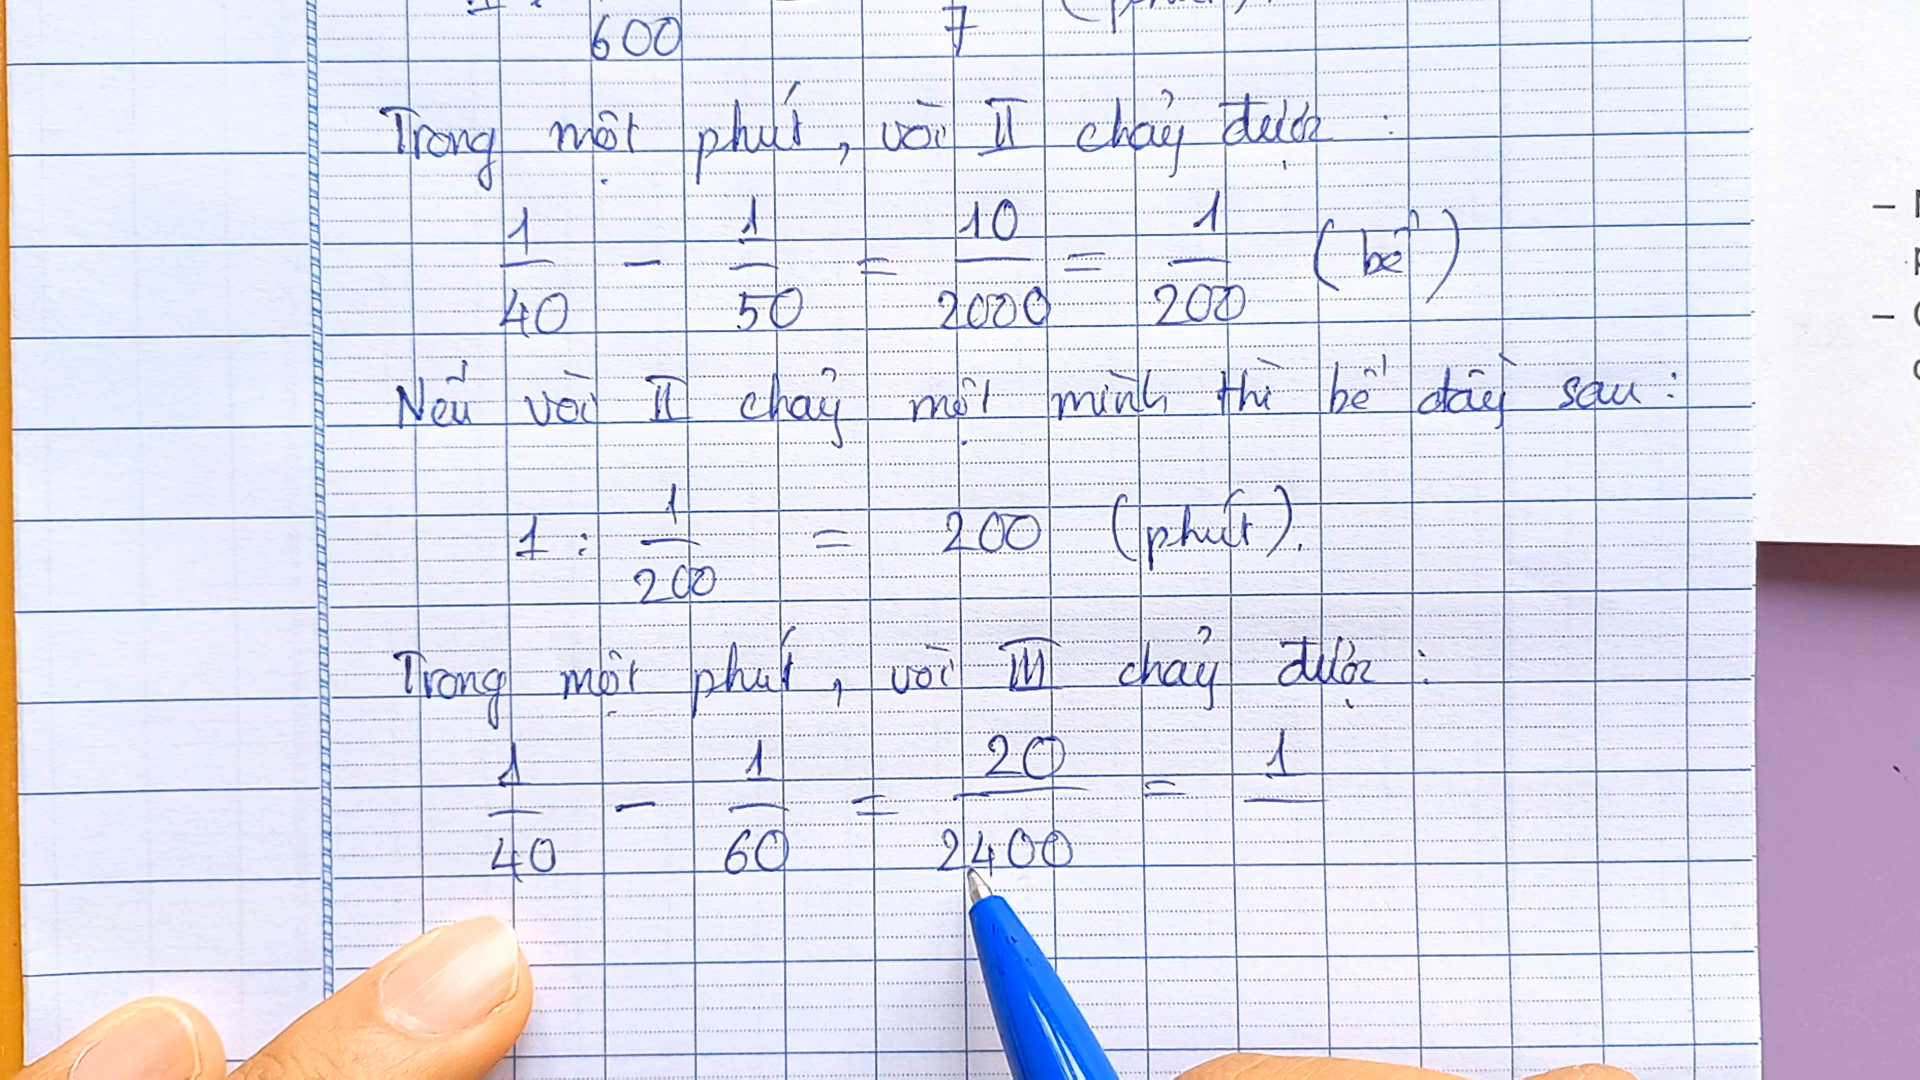 600 7
Trong một phút, vòi II chảy được :
1/40 - 1/50 = 10/2000 = 1/200 (bể)
Nếu vòi II chảy một mình thì bể đầy sau :
1 : 1/200 = 200 (phút).
Trong một phút, vòi III chảy được :
1/40 - 1/60 = 20/2400 = 1/